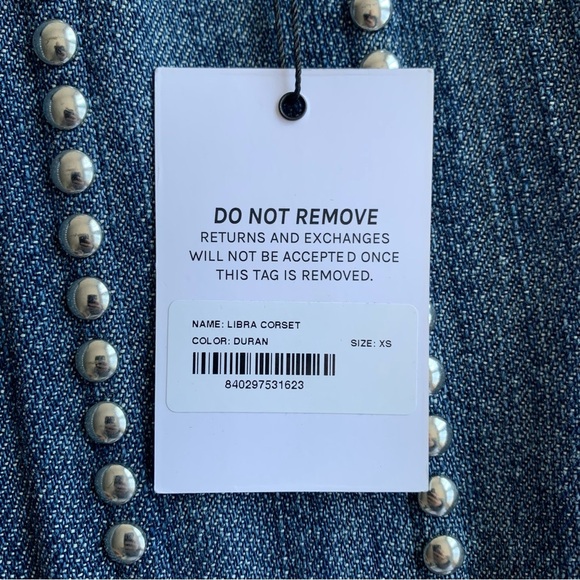 DO NOT REMOVE
RETURNS AND EXCHANGES
WILL NOT BE ACCEPTED ONCE
THIS TAG IS REMOVED.
NAME: LIBRA CORSET
COLOR: DURAN SIZE: XS
840297531623